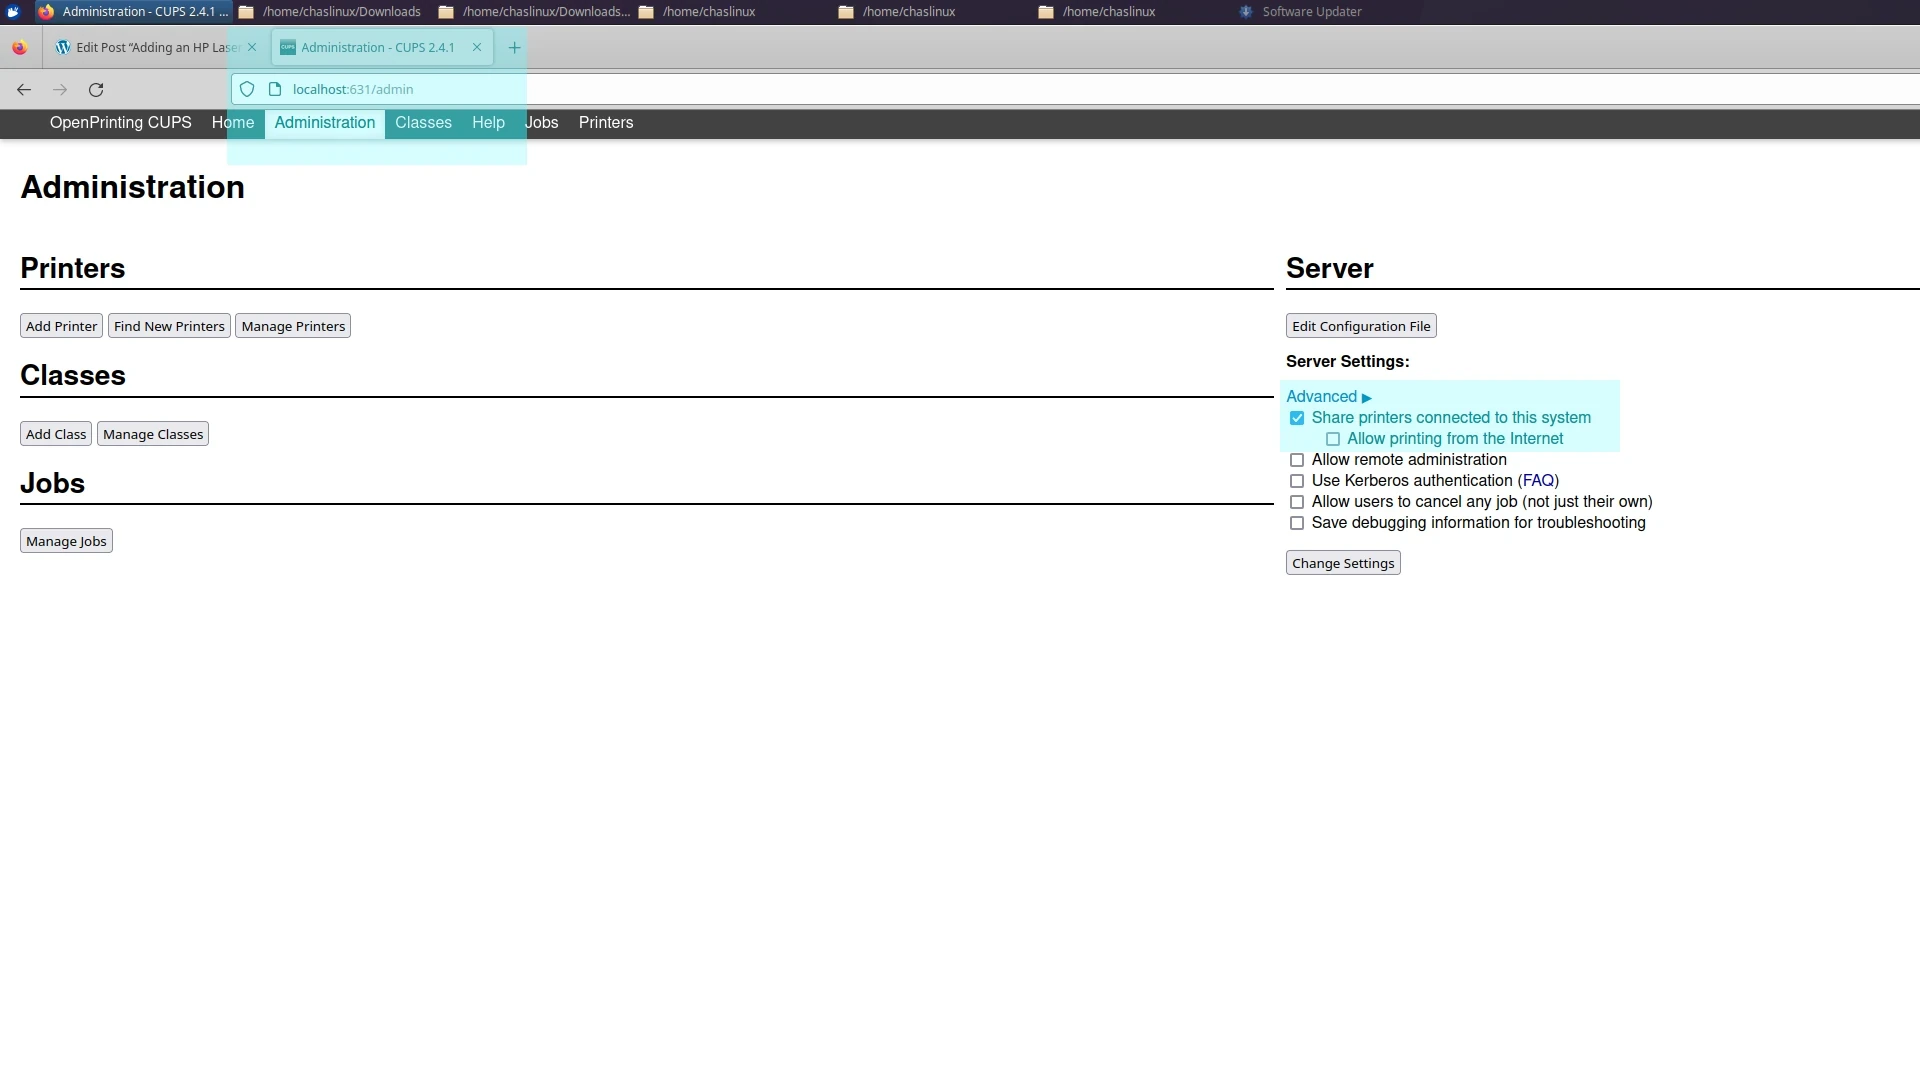 Administration - CUPS 2.4.1 ... /home/chaslinux/Downloads /home/chaslinux/Downloads... /home/chaslinux /home/chaslinux /home/chaslinux Software Updater
Edit Post “Adding an HP Laser Administration - CUPS 2.4.1
localhost:631/admin
OpenPrinting CUPS Home Administration Classes Help Jobs Printers
Administration
Printers
Add Printer Find New Printers Manage Printers
Classes
Add Class Manage Classes
Jobs
Manage Jobs
Server
Edit Configuration File
Server Settings:
Advanced ▶
Share printers connected to this system
Allow printing from the Internet
Allow remote administration
Use Kerberos authentication (FAQ)
Allow users to cancel any job (not just their own)
Save debugging information for troubleshooting
Change Settings